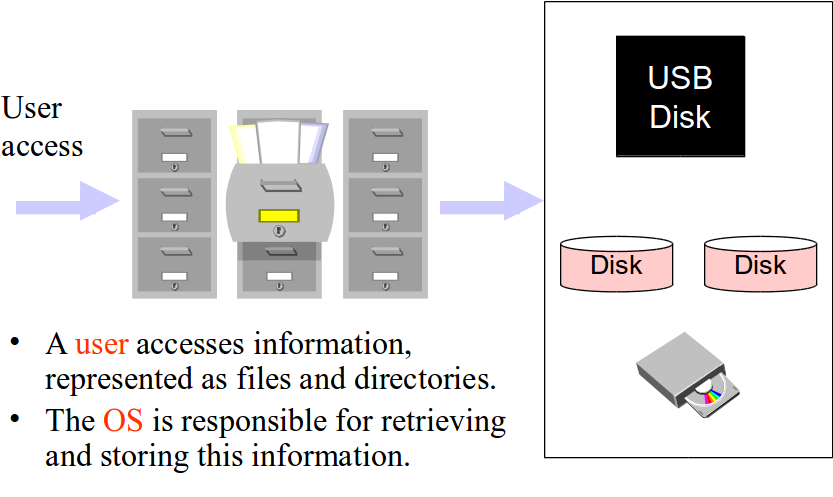 User
access
USB
Disk
Disk
Disk
• A user accesses information,
represented as files and directories.
• The OS is responsible for retrieving
and storing this information.